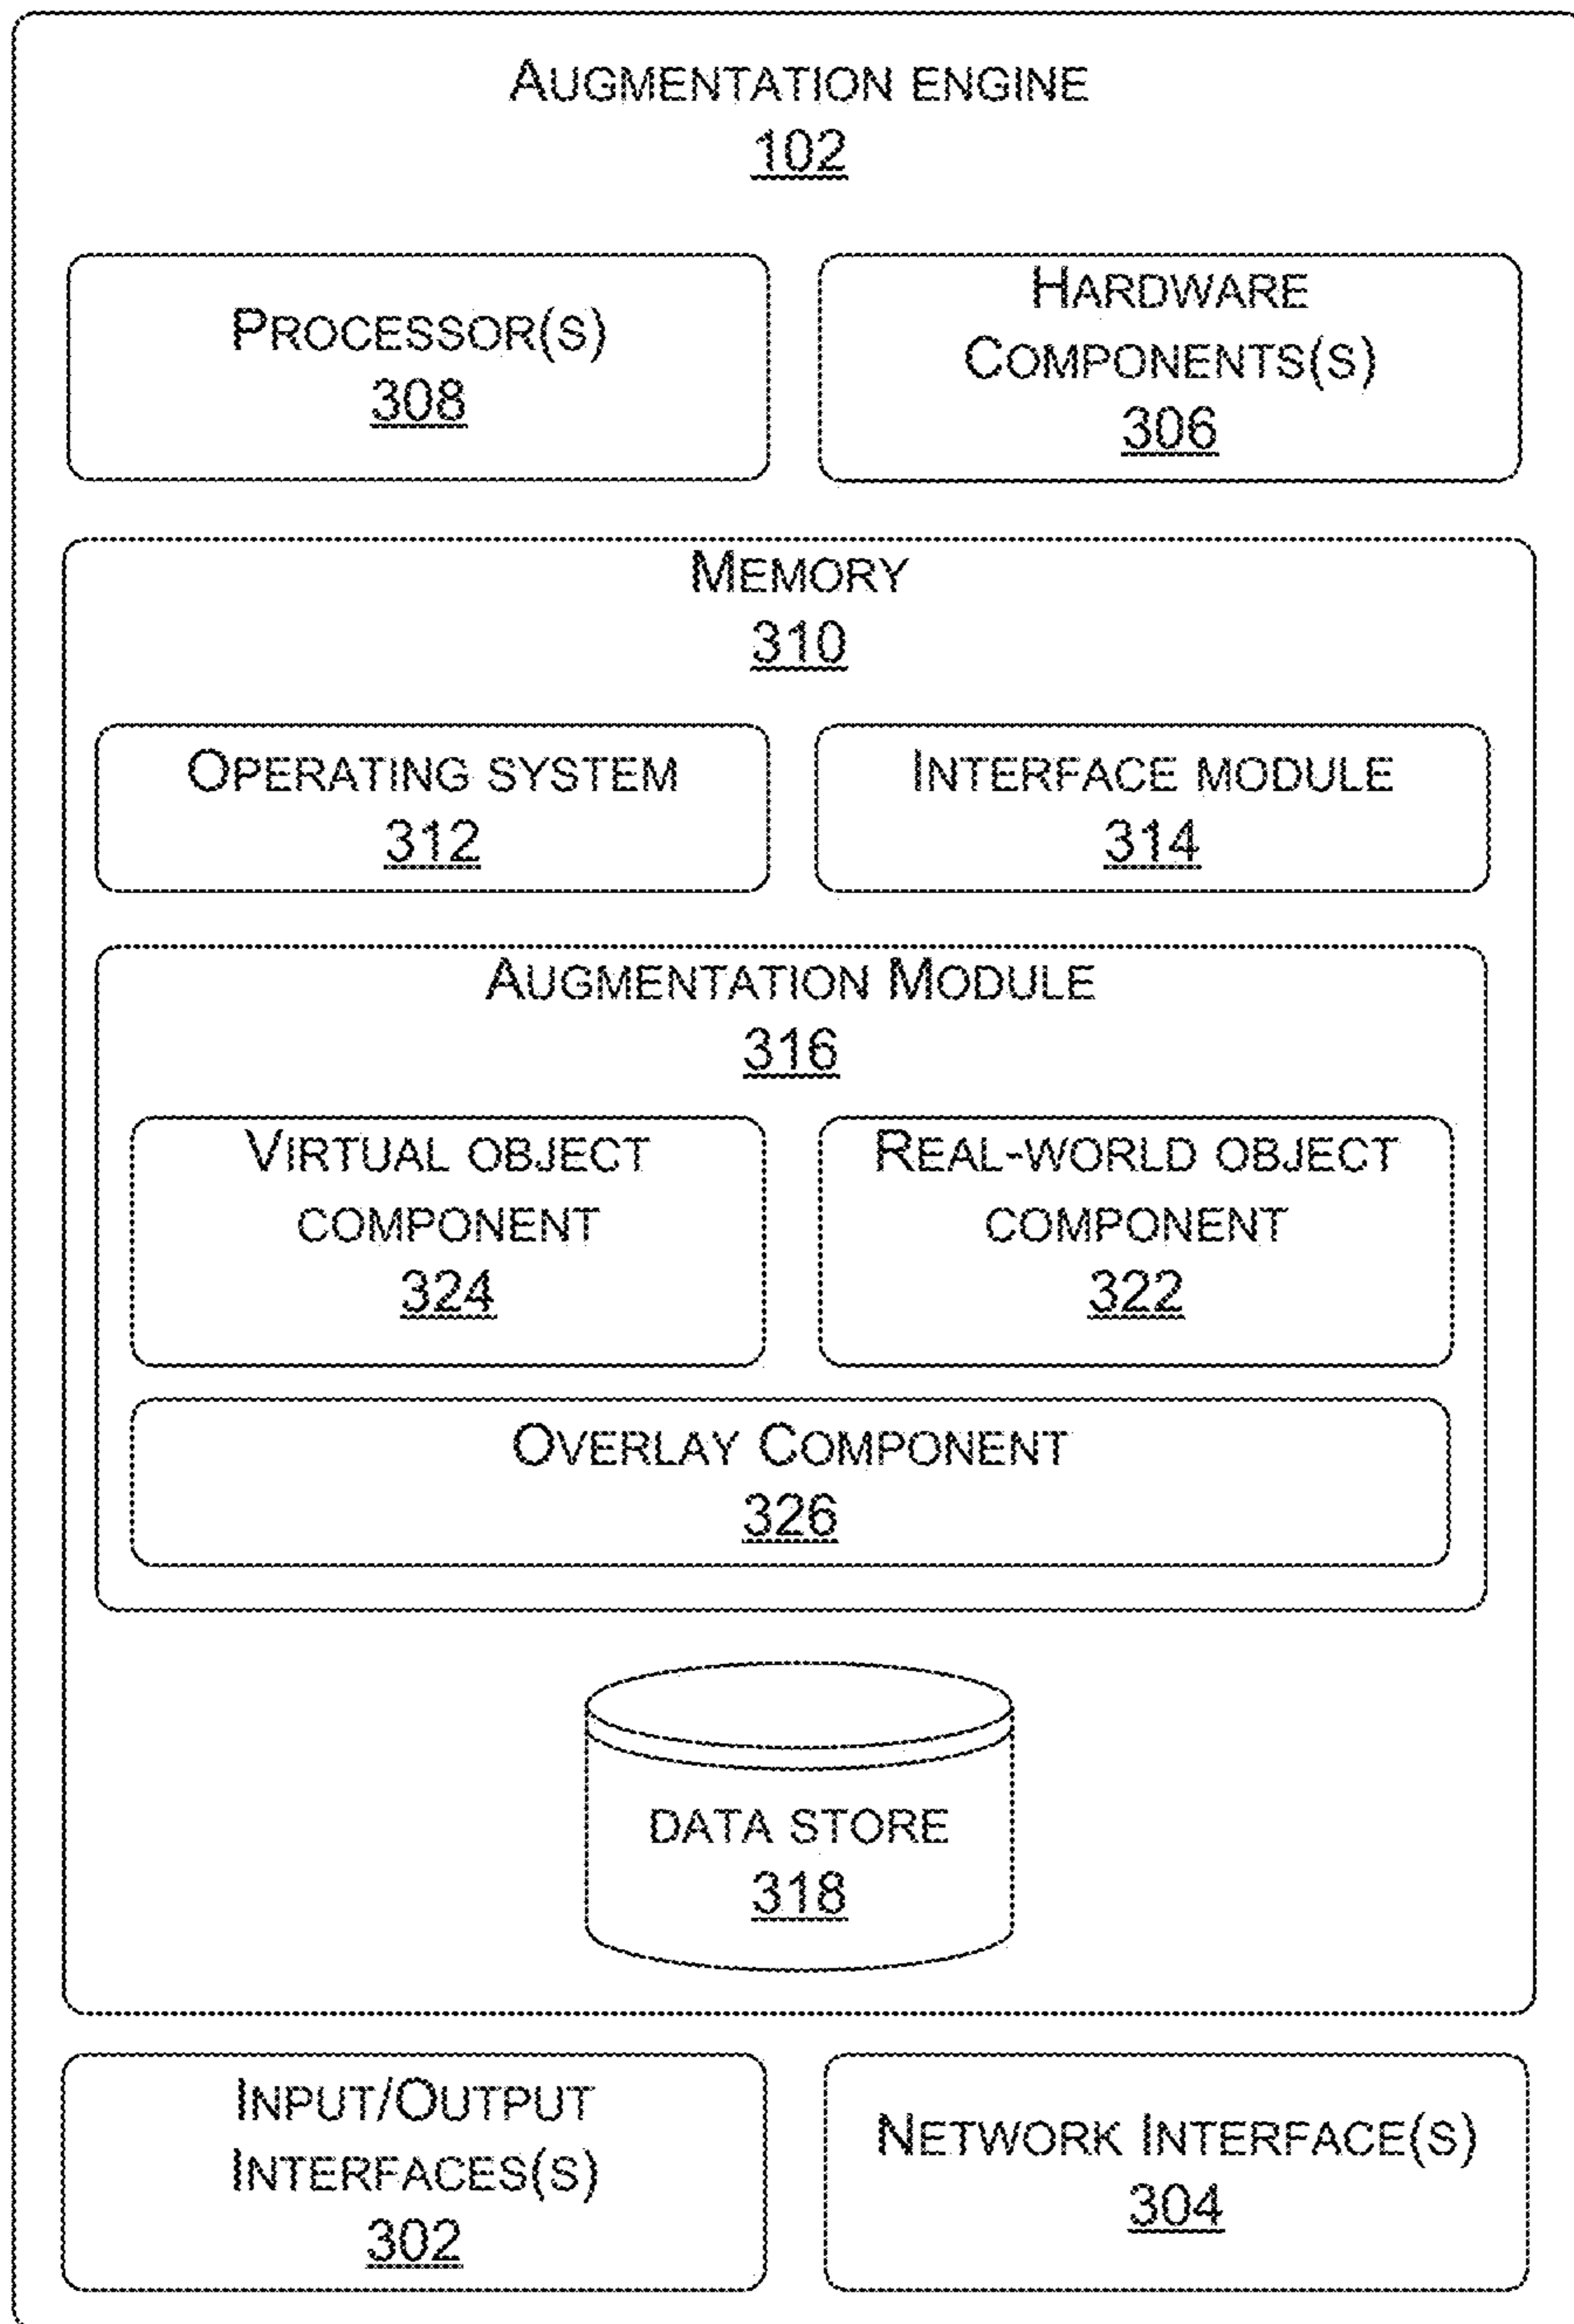 AUGMENTATION ENGINE
102
PROCESSOR(S)
308
HARDWARE
COMPONENTS(S)
306
MEMORY
310
OPERATING SYSTEM
312
INTERFACE MODULE
314
AUGMENTATION MODULE
316
VIRTUAL OBJECT
COMPONENT
324
REAL-WORLD OBJECT
COMPONENT
322
OVERLAY COMPONENT
326
DATA STORE
318
INPUT/OUTPUT
INTERFACES(S)
302
NETWORK INTERFACE(S)
304